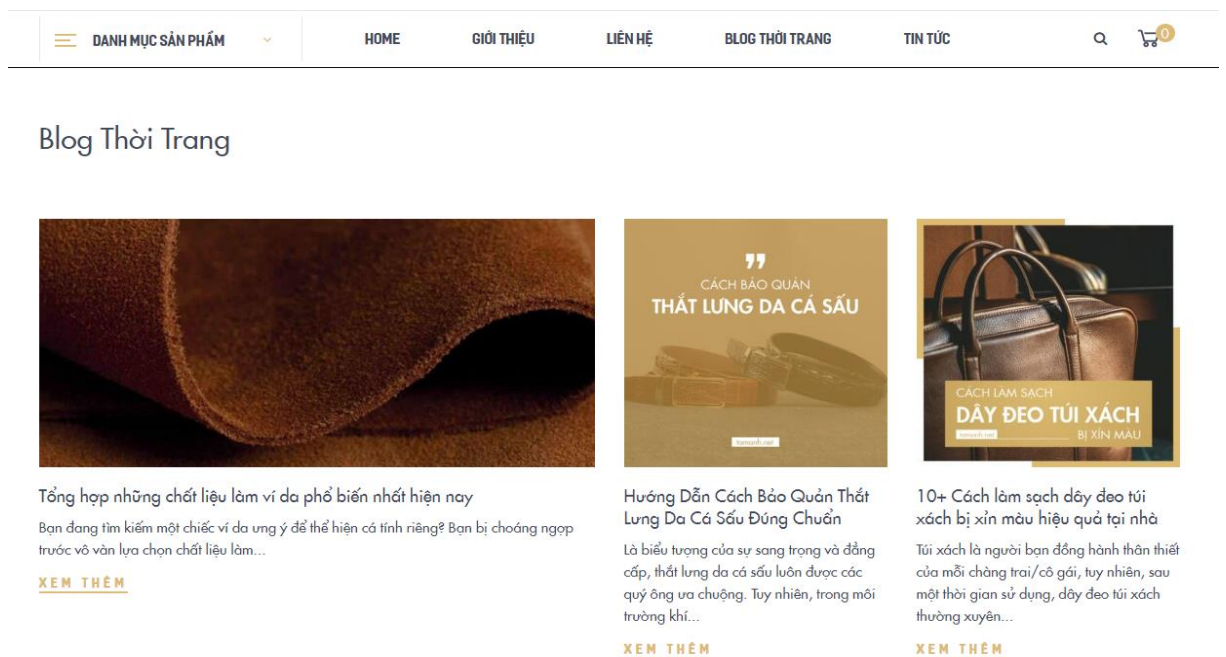 DANH MỤC SẢN PHẨM
HOME
GIỚI THIỆU
LIÊN HỆ
BLOG THỜI TRANG
TIN TỨC
0
Blog Thời Trang
CÁCH BẢO QUẢN
THẮT LƯNG DA CÁ SẤU
tamanh.net
CÁCH LÀM SẠCH
DÂY ĐEO TÚI XÁCH
tamanh.net
BỊ XỈN MÀU
Tổng hợp những chất liệu làm ví da phổ biến nhất hiện nay
Bạn đang tìm kiếm một chiếc ví da ưng ý để thể hiện cá tính riêng? Bạn bị choáng ngợp
trước vô vàn lựa chọn chất liệu làm...
XEM THÊM
Hướng Dẫn Cách Bảo Quản Thắt
Lưng Da Cá Sấu Đúng Chuẩn
Là biểu tượng của sự sang trọng và đẳng
cấp, thắt lưng da cá sấu luôn được các
quý ông ưa chuộng. Tuy nhiên, trong môi
trường khí...
XEM THÊM
10+ Cách làm sạch dây đeo túi
xách bị xỉn màu hiệu quả tại nhà
Túi xách là người bạn đồng hành thân thiết
của mỗi chàng trai/cô gái, tuy nhiên, sau
một thời gian sử dụng, dây đeo túi xách
thường xuyên...
XEM THÊM